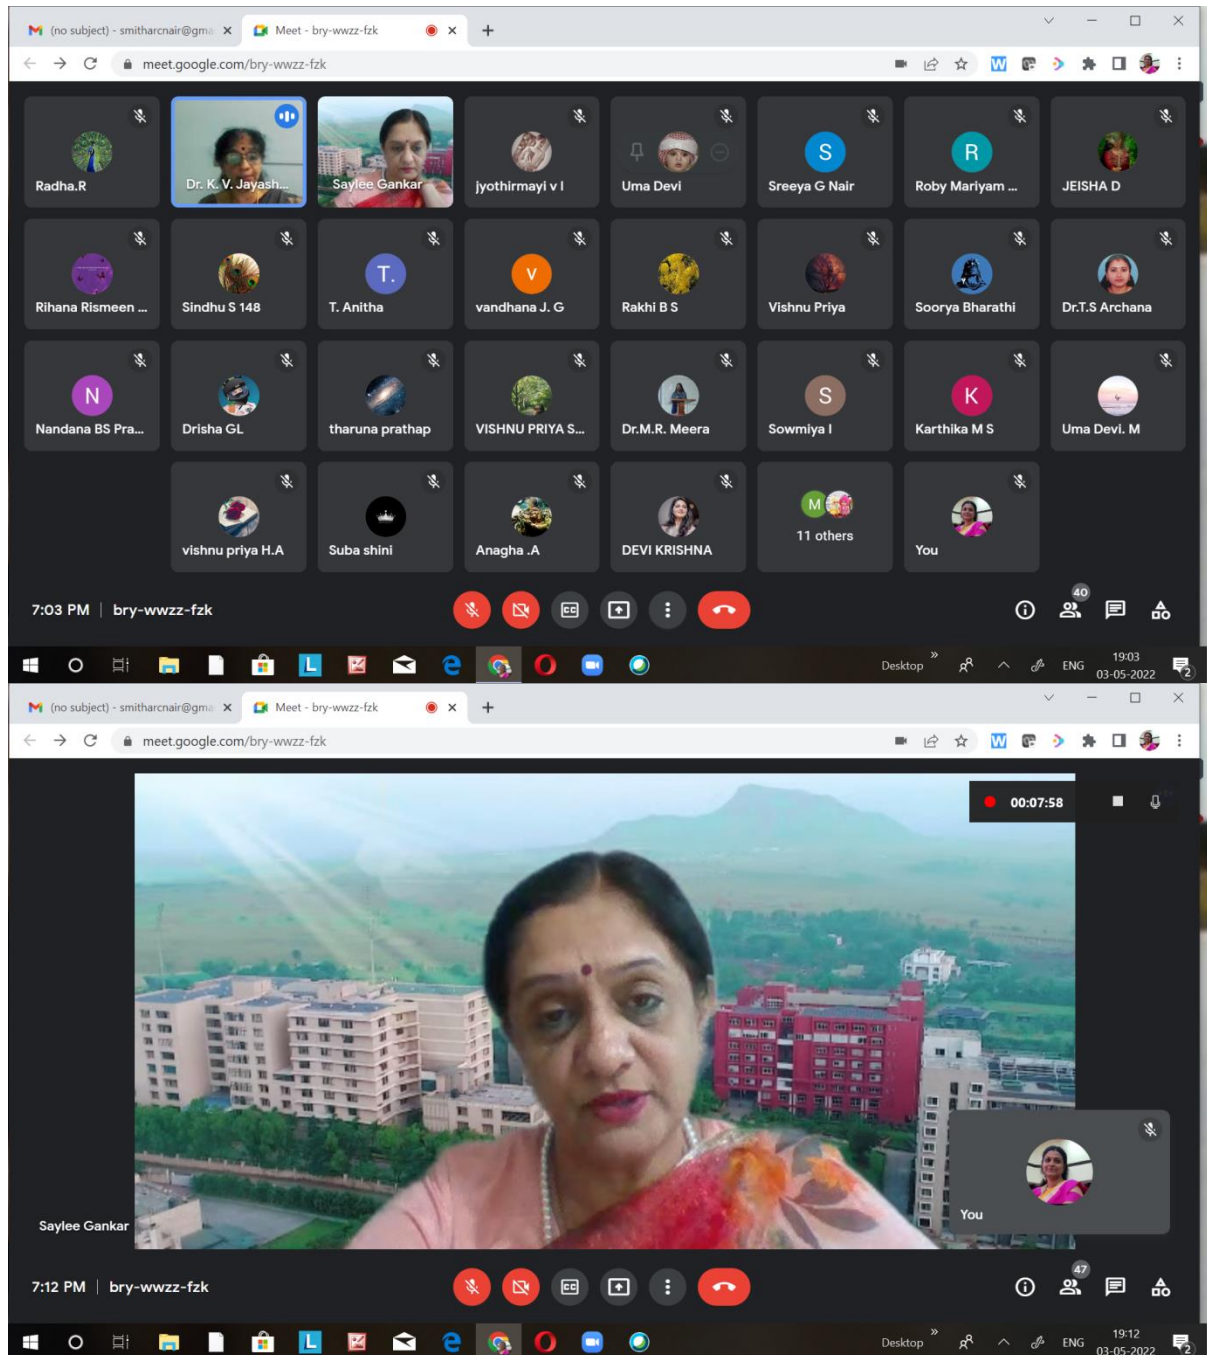 (no subject) - smitharcnair@gma
Meet - bry-wwzz-fzk
meet.google.com/bry-wwzz-fzk
Radha.R
Dr. K. V. Jayash...
Saylee Gankar
jyothirmayi v l
Uma Devi
S
Sreeya G Nair
R
Roby Mariyam ...
JEISHA D
Rihana Rismeen ...
Sindhu S 148
T.
T. Anitha
v
vandhana J. G
Rakhi B S
Vishnu Priya
Soorya Bharathi
Dr.T.S Archana
N
Nandana BS Pra...
Drisha GL
tharuna prathap
VISHNU PRIYA S...
Dr.M.R. Meera
S
Sowmiya I
K
Karthika M S
Uma Devi. M
vishnu priya H.A
Suba shini
Anagha .A
DEVI KRISHNA
M
11 others
You
7:03 PM | bry-wwzz-fzk
CC
40
L
Desktop
ENG
19:03
03-05-2022
2
(no subject) - smitharcnair@gma
Meet - bry-wwzz-fzk
meet.google.com/bry-wwzz-fzk
00:07:58
Saylee Gankar
You
7:12 PM | bry-wwzz-fzk
CC
47
L
Desktop
ENG
19:12
03-05-2022
2